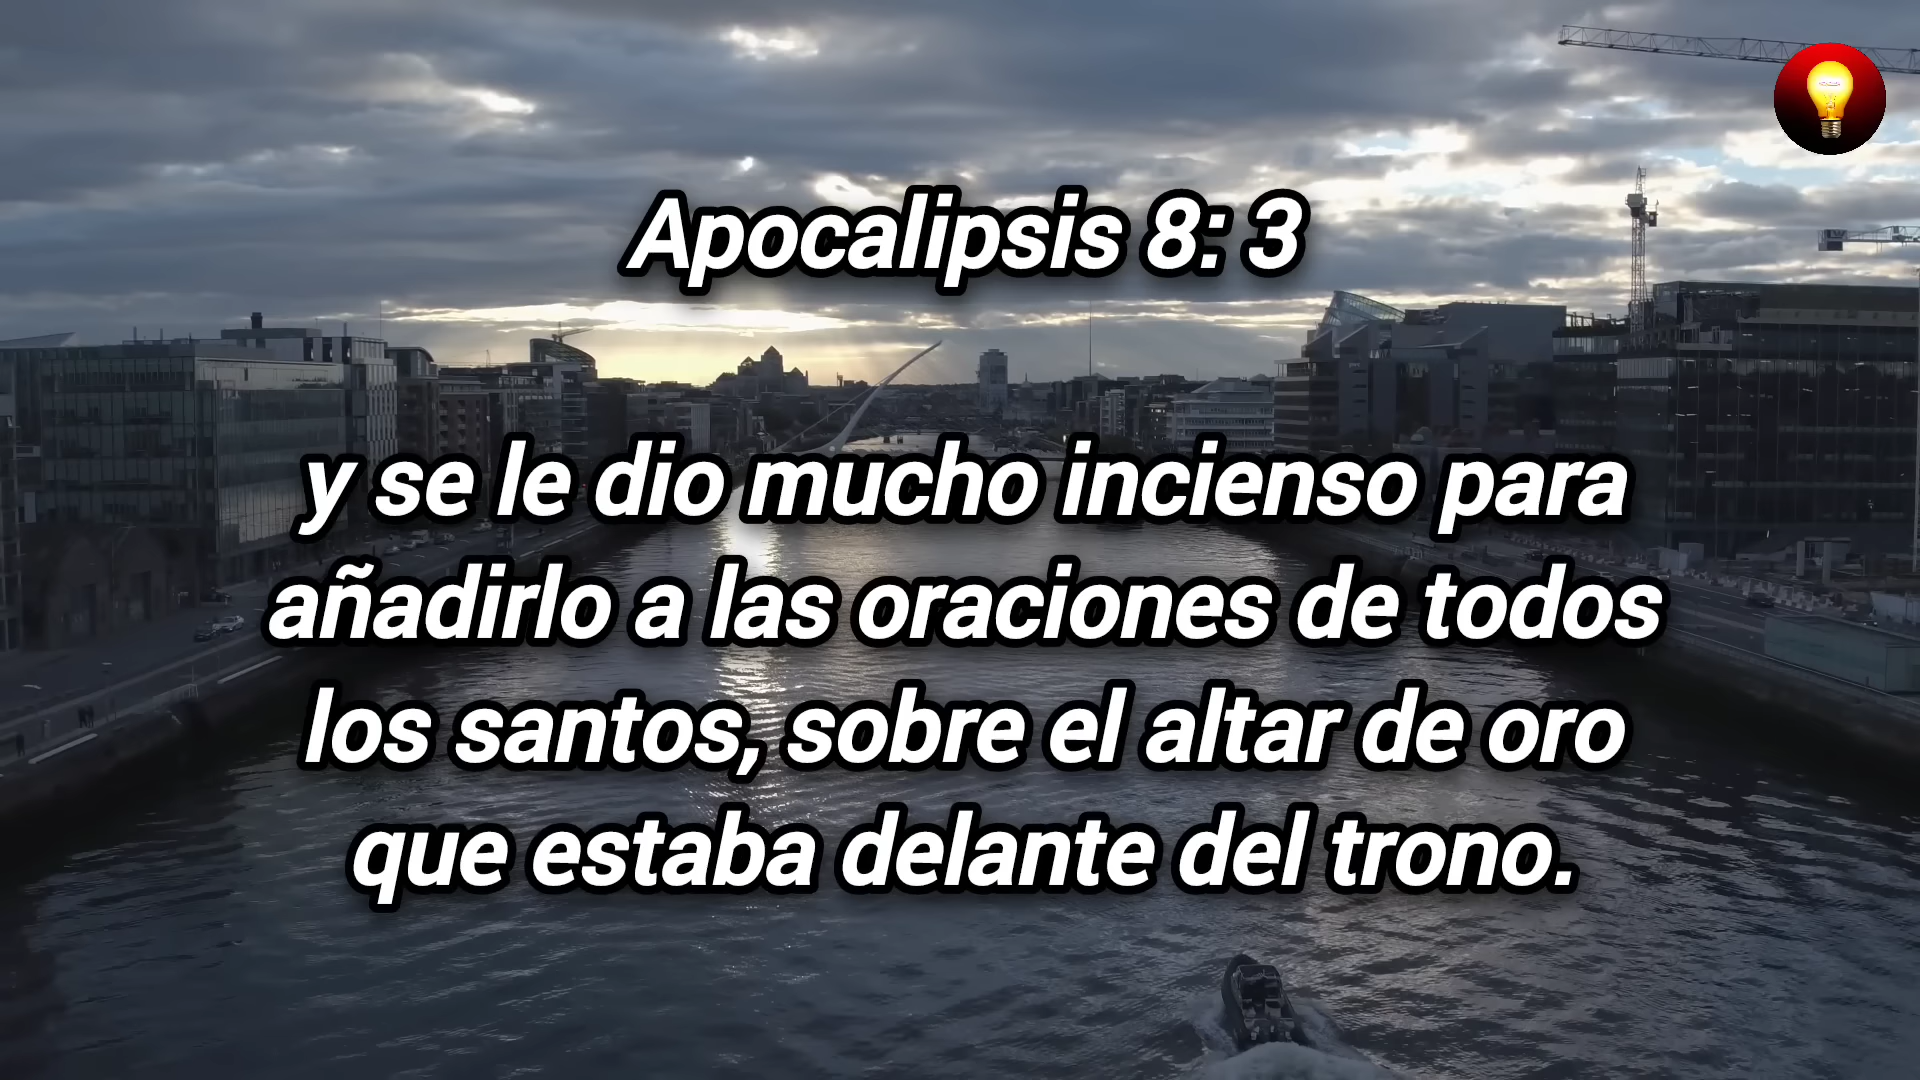 Apocalipsis 8: 3
y se le dio mucho incienso para
añadirlo a las oraciones de todos
los santos, sobre el altar de oro
que estaba delante del trono.